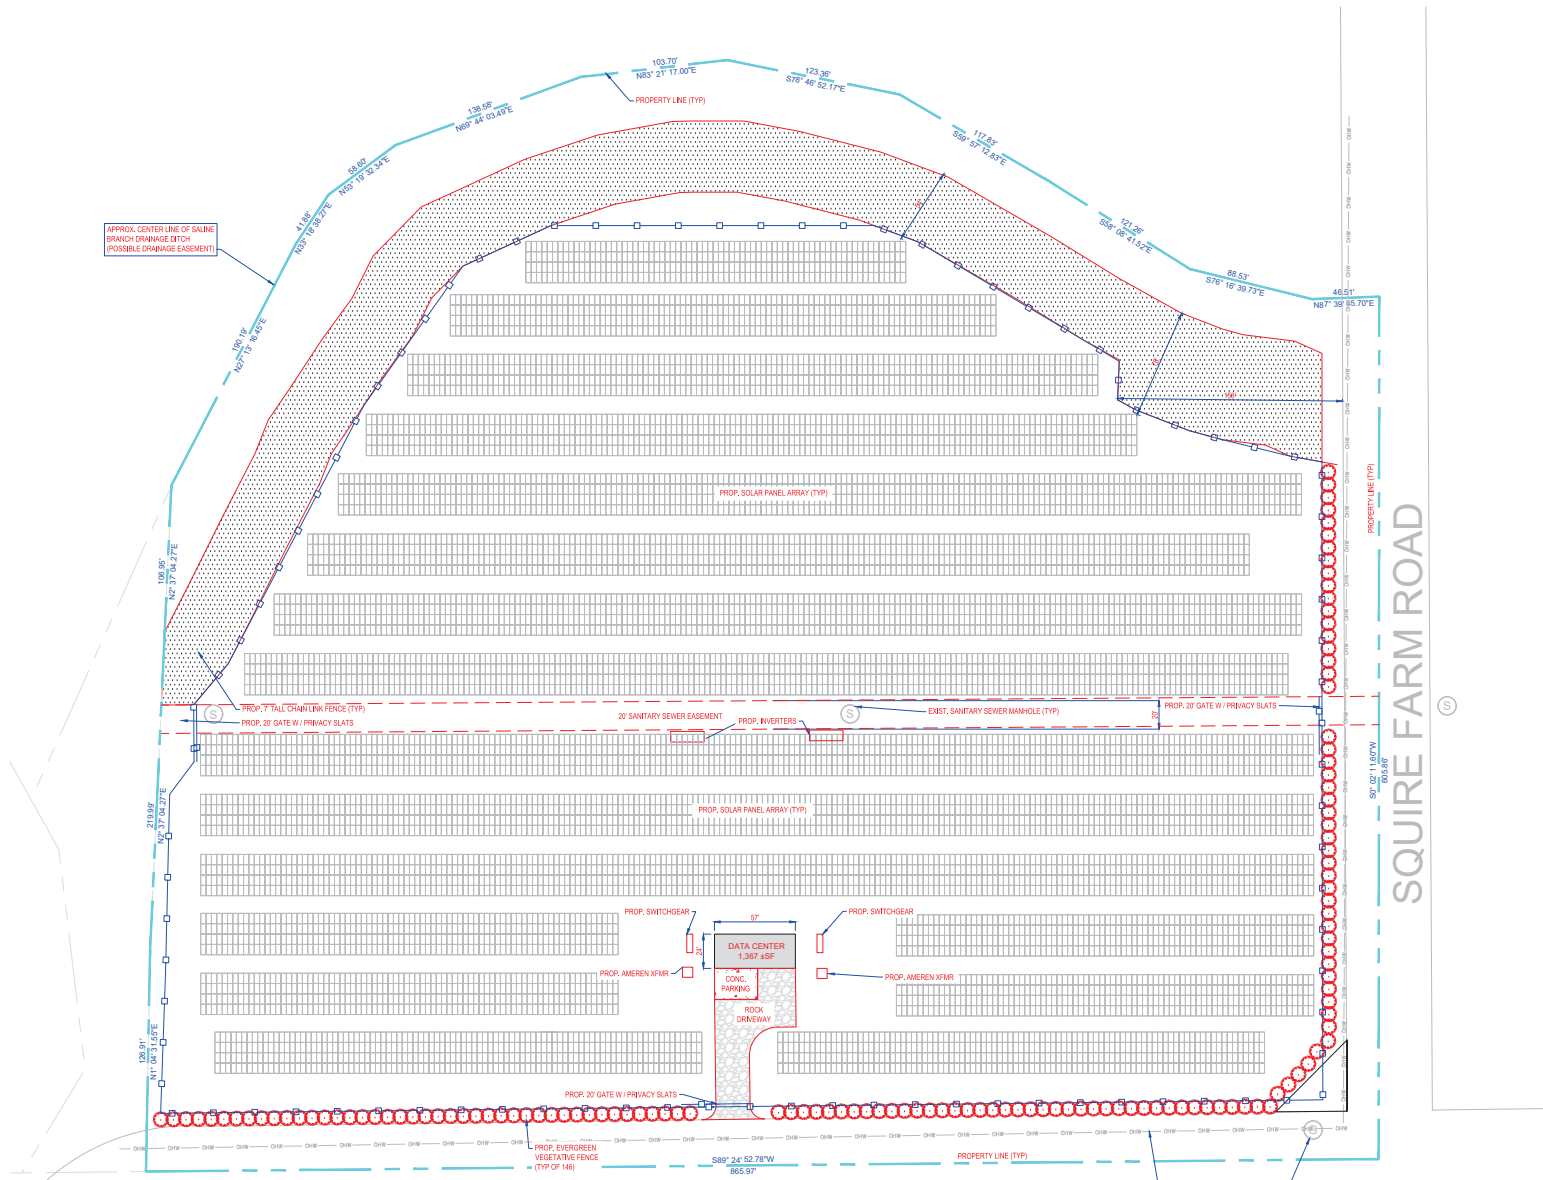 103.70'
N83° 21' 17.00"E
123.36'
S78° 46' 52.17"E
PROPERTY LINE (TYP)
138.58'
N69° 44' 03.49"E
117.83'
S59° 57' 12.83"E
58.60'
N53° 19' 32.34"E
41.88'
N33° 18' 38.27"E
121.26'
S58° 08' 41.52"E
APPROX. CENTER LINE OF SALINE
BRANCH DRAINAGE DITCH
(POSSIBLE DRAINAGE EASEMENT)
88.53'
S76° 16' 39.73"E
46.51'
N87° 39' 45.70"E
190.19'
N27° 13' 16.45"E
PROP. SOLAR PANEL ARRAY (TYP)
PROPERTY LINE (TYP)
SQUIRE FARM ROAD
106.95'
N2° 37' 04.27"E
PROP. 7' TALL CHAIN LINK FENCE (TYP)
PROP. 20' GATE W / PRIVACY SLATS
20' SANITARY SEWER EASEMENT
PROP. INVERTERS
S
S
EXIST. SANITARY SEWER MANHOLE (TYP)
20'
PROP. 20' GATE W / PRIVACY SLATS
S
S0° 02' 11.60"W
605.86'
219.99'
N2° 37' 04.27"E
PROP. SOLAR PANEL ARRAY (TYP)
PROP. SWITCHGEAR
57'
PROP. SWITCHGEAR
24'
DATA CENTER
1,367 ±SF
PROP. AMEREN XFMR
CONC.
PARKING
PROP. AMEREN XFMR
ROCK
DRIVEWAY
126.91'
N1° 04' 31.55"E
PROP. 20' GATE W / PRIVACY SLATS
PROP. EVERGREEN
VEGETATIVE FENCE
(TYP OF 146)
OHW
S
S89° 24' 52.78"W
865.97'
PROPERTY LINE (TYP)